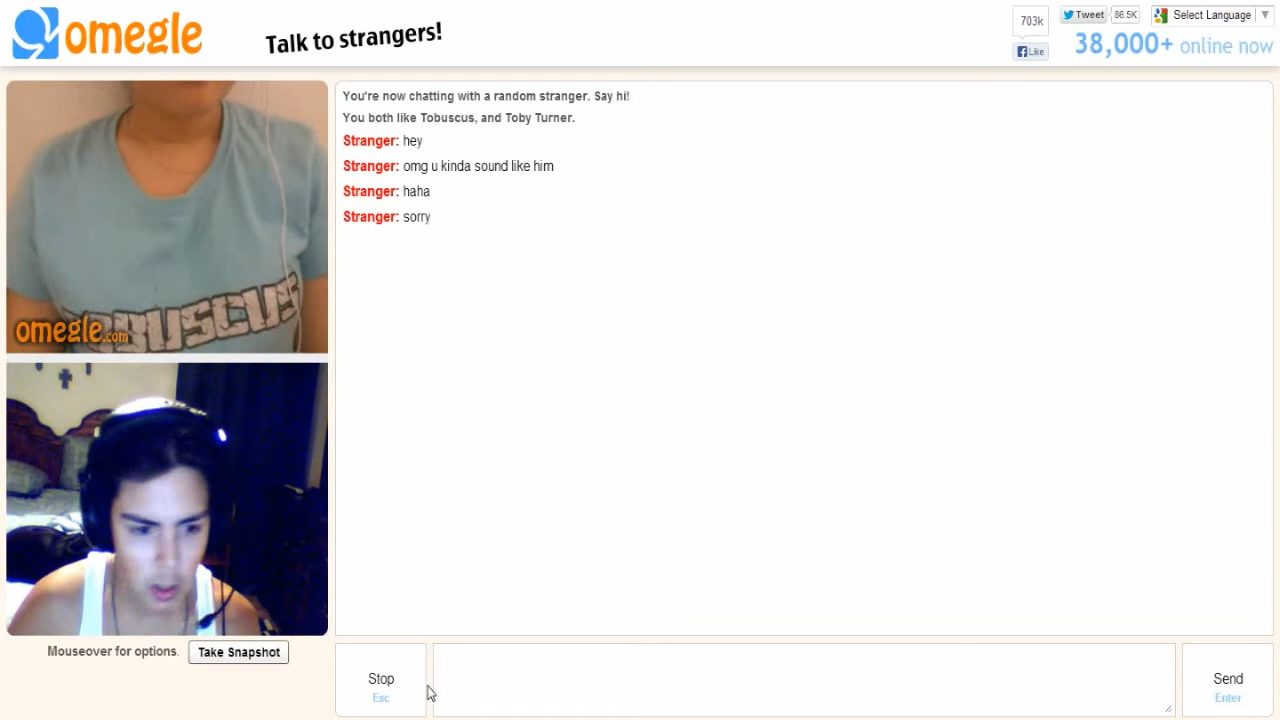 omegle
Talk to strangers!
703k
Like
Tweet
86.5K
Select Language
38,000+ online now
You're now chatting with a random stranger. Say hi!
You both like Tobuscus, and Toby Turner.
Stranger: hey
Stranger: omg u kinda sound like him
Stranger: haha
Stranger: sorry
BUSCUS
omegle.com
Mouseover for options.
Take Snapshot
Stop
Esc
Send
Enter